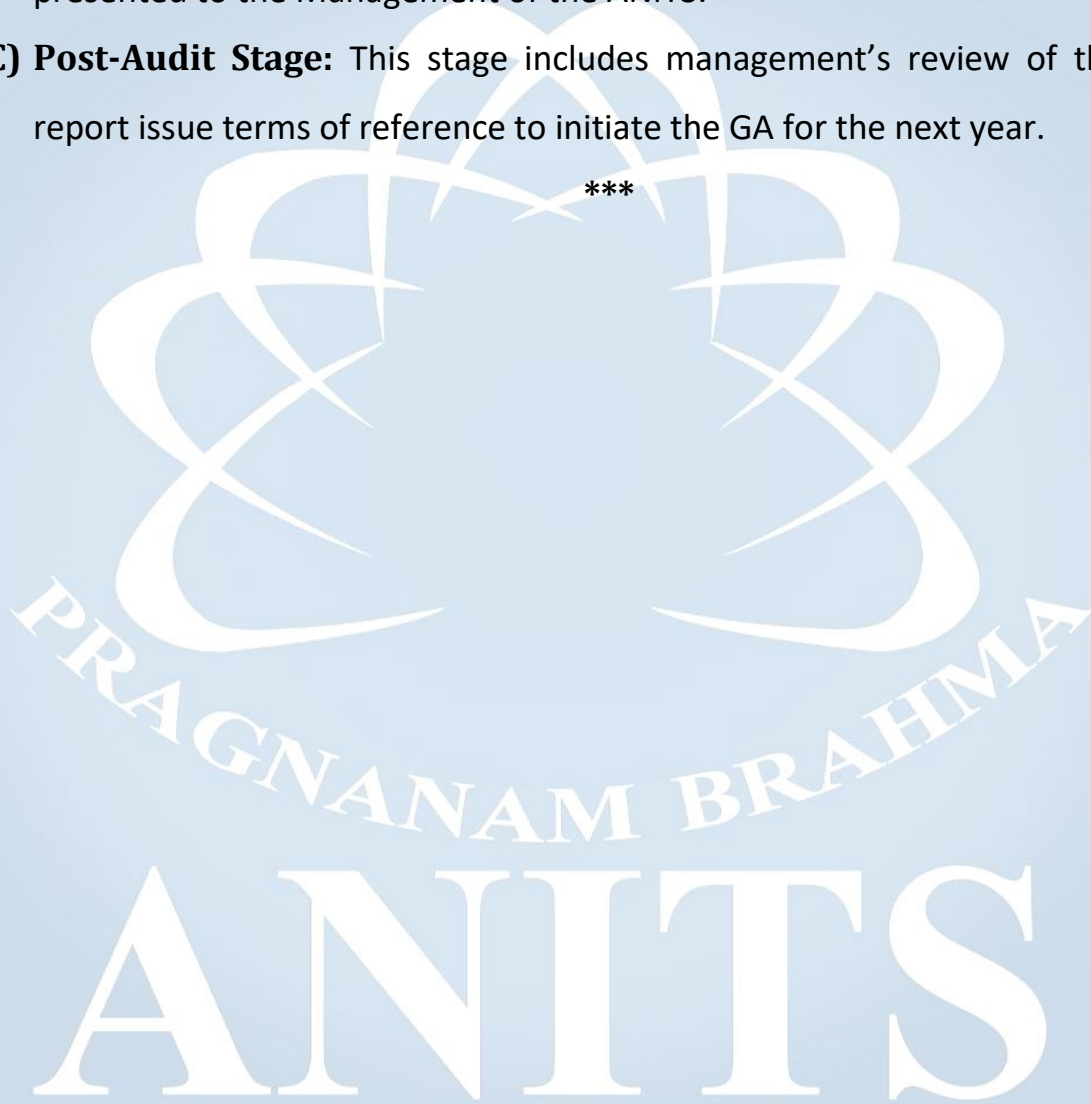 presented to the Management of the ANITS.
C) Post-Audit Stage: This stage includes management’s review of th
report issue terms of reference to initiate the GA for the next year.
***
PRAGNANAM BRAHMA
ANITS